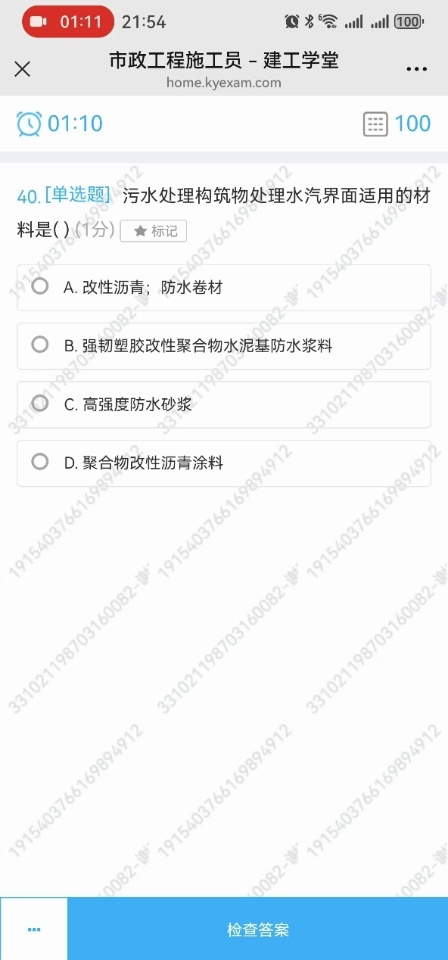 01:11 21:54 100
市政工程施工员 - 建工学堂
home.kyexam.com
01:10 100
40. [单选题] 污水处理构筑物处理水汽界面适用的材
料是( ) (1分) ★ 标记
A. 改性沥青；防水卷材
B. 强韧塑胶改性聚合物水泥基防水浆料
C. 高强度防水砂浆
D. 聚合物改性沥青涂料
检查答案